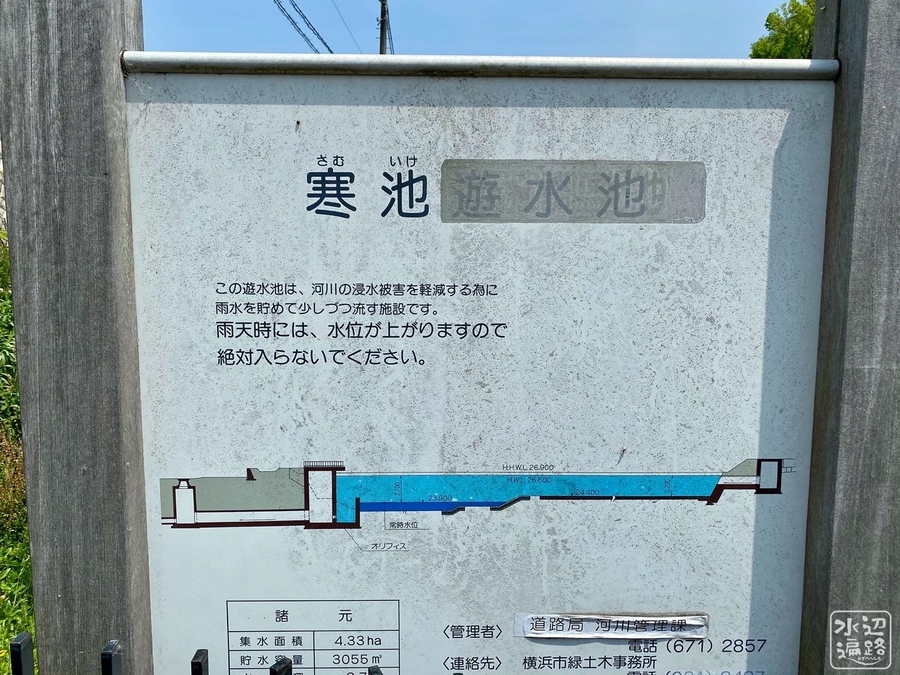 さむ いけ
寒 池 遊 水 池
この遊水池は、河川の浸水被害を軽減する為に
雨水を貯めて少しづつ流す施設です。
雨天時には、水位が上がりますので
絶対入らないでください。
H.H.W.L 26.900
H.W.L 26.600
23.900
24.400
常時水位
オリフィス
諸 元
集水面積 4.33ha
貯水容量 3055㎥
〈管理者〉 道路局 河川管理課
電話(671)2857
〈連絡先〉 横浜市緑土木事務所
水辺遍路